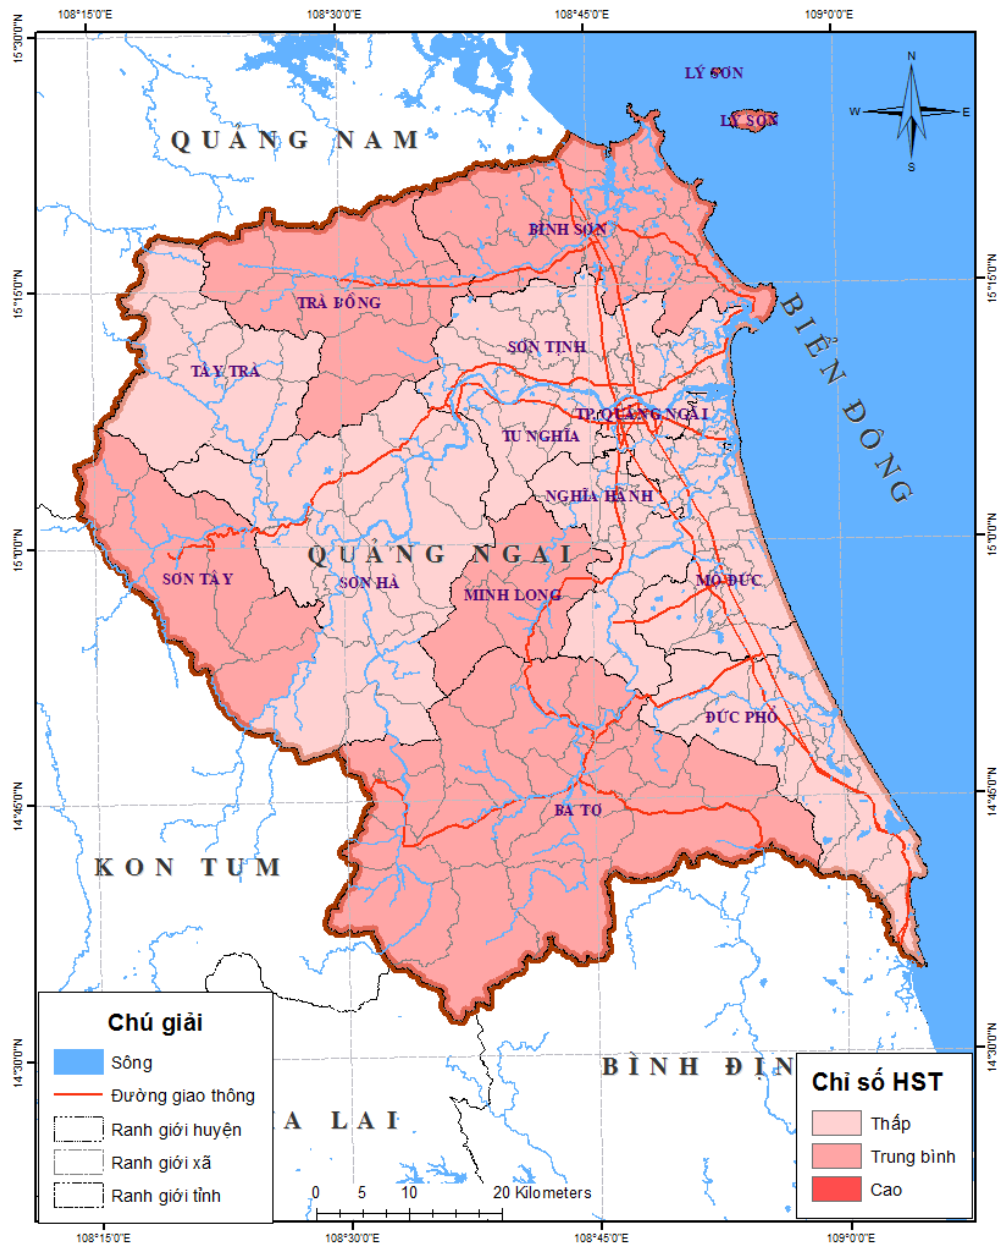 108°15'0"E 108°30'0"E 108°45'0"E 109°0'0"E
15°30'0"N
15°30'0"N
LÝ SƠN
N
W E
S
LÝ SƠN
QUẢNG NAM
BÌNH SƠN
15°15'0"N
15°15'0"N
TRÀ BỒNG
BIỂN ĐÔNG
SƠN TỊNH
TÂY TRÀ
TP. QUẢNG NGÃI
TƯ NGHĨA
NGHĨA HÀNH
15°0'0"N
15°0'0"N
QUẢNG NGAI
SƠN TÂY
SƠN HÀ
MINH LONG
MỘ ĐỨC
ĐỨC PHỔ
14°45'0"N
14°45'0"N
BA TƠ
KON TUM
14°30'0"N
14°30'0"N
BÌNH ĐIN
A LAI
Chú giải
Sông
Đường giao thông
Ranh giới huyện
Ranh giới xã
Ranh giới tỉnh
0 5 10 20 Kilometers
Chỉ số HST
Thấp
Trung bình
Cao
108°15'0"E 108°30'0"E 108°45'0"E 109°0'0"E